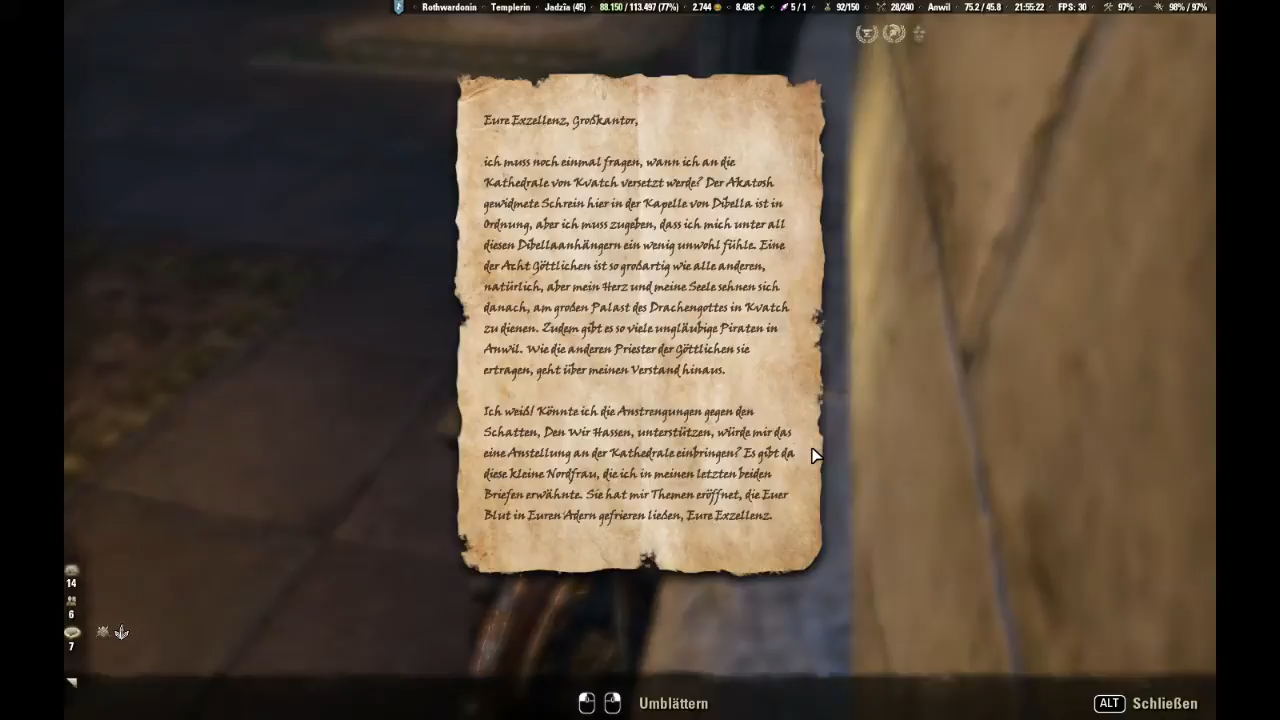 Rothwardonin Templerin Jadzîa (45) 88.150 / 113.497 (77%) 2.744 8.483 5 / 1 92/150 28/240 Anwil 75.2 / 45.8 21:55:22 FPS: 30 97% 98% / 97%
Eure Exzellenz, Großkantor,
ich muss noch einmal fragen, wann ich an die
Kathedrale von Kvatch versetzt werde? Der Akatosh
gewidmete Schrein hier in der Kapelle von Dibella ist in
Ordnung, aber ich muss zugeben, dass ich mich unter all
diesen Dibellaanhängern ein wenig unwohl fühle. Eine
der Acht Göttlichen ist so großartig wie alle anderen,
natürlich, aber mein Herz und meine Seele sehnen sich
danach, am großen Palast des Drachengottes in Kvatch
zu dienen. Zudem gibt es so viele ungläubige Piraten in
Anwil. Wie die anderen Priester der Göttlichen sie
ertragen, geht über meinen Verstand hinaus.
Ich weiß! Könnte ich die Anstrengungen gegen den
Schatten, Den Wir Hassen, unterstützen, würde mir das
eine Anstellung an der Kathedrale einbringen? Es gibt da
diese kleine Nordfrau, die ich in meinen letzten beiden
Briefen erwähnte. Sie hat mir Themen eröffnet, die Euer
Blut in Euren Adern gefrieren ließen, Eure Exzellenz.
14
6
7
Umblättern
ALT Schließen